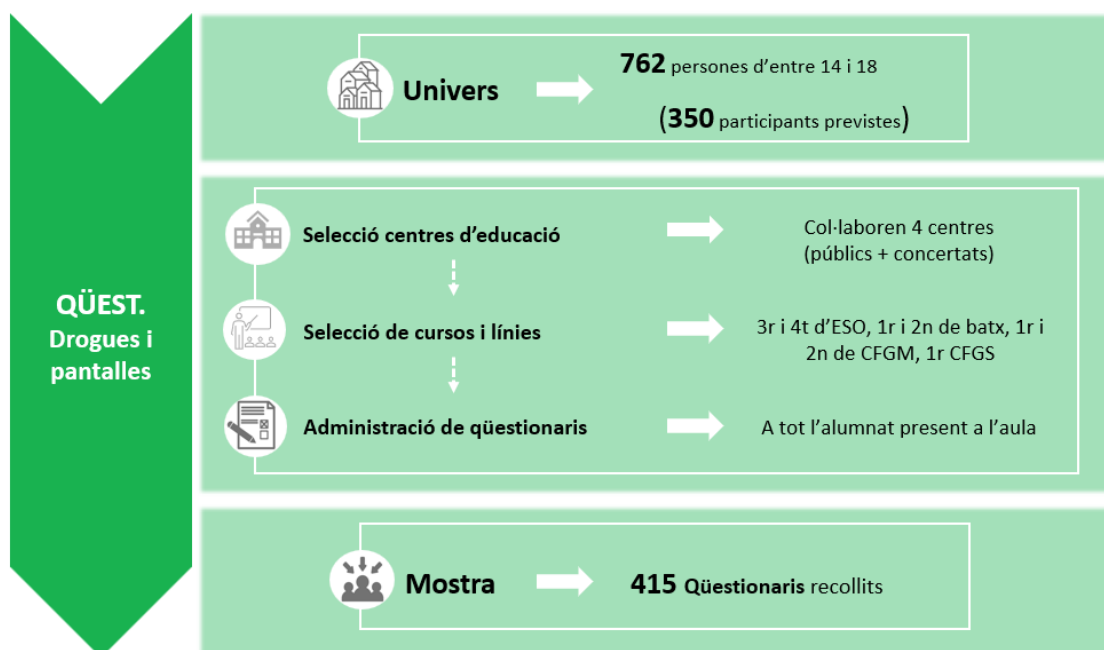 QÜEST.
Drogues i
pantalles
Univers
762 persones d’entre 14 i 18
(350 participants previstes)
Selecció centres d’educació
Col·laboren 4 centres
(públics + concertats)
Selecció de cursos i línies
3r i 4t d’ESO, 1r i 2n de batx, 1r i
2n de CFGM, 1r CFGS
Administració de qüestionaris
A tot l’alumnat present a l’aula
Mostra
415 Qüestionaris recollits